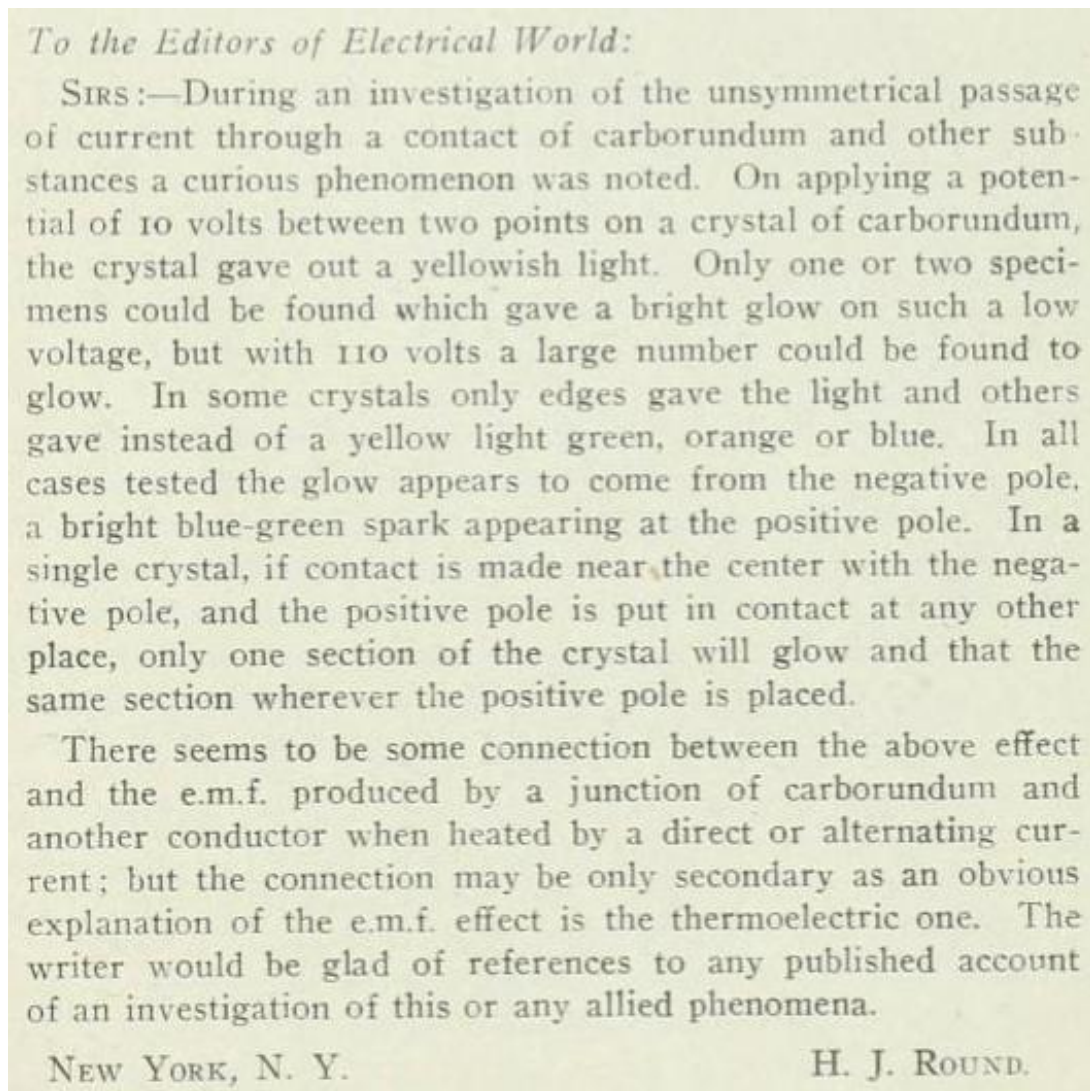 To the Editors of Electrical World:
SIRS:—During an investigation of the unsymmetrical passage
of current through a contact of carborundum and other sub-
stances a curious phenomenon was noted. On applying a poten-
tial of 10 volts between two points on a crystal of carborundum,
the crystal gave out a yellowish light. Only one or two speci-
mens could be found which gave a bright glow on such a low
voltage, but with 110 volts a large number could be found to
glow. In some crystals only edges gave the light and others
gave instead of a yellow light green, orange or blue. In all
cases tested the glow appears to come from the negative pole,
a bright blue-green spark appearing at the positive pole. In a
single crystal, if contact is made near the center with the nega-
tive pole, and the positive pole is put in contact at any other
place, only one section of the crystal will glow and that the
same section wherever the positive pole is placed.
There seems to be some connection between the above effect
and the e.m.f. produced by a junction of carborundum and
another conductor when heated by a direct or alternating cur-
rent; but the connection may be only secondary as an obvious
explanation of the e.m.f. effect is the thermoelectric one. The
writer would be glad of references to any published account
of an investigation of this or any allied phenomena.
NEW YORK, N. Y. H. J. ROUND.